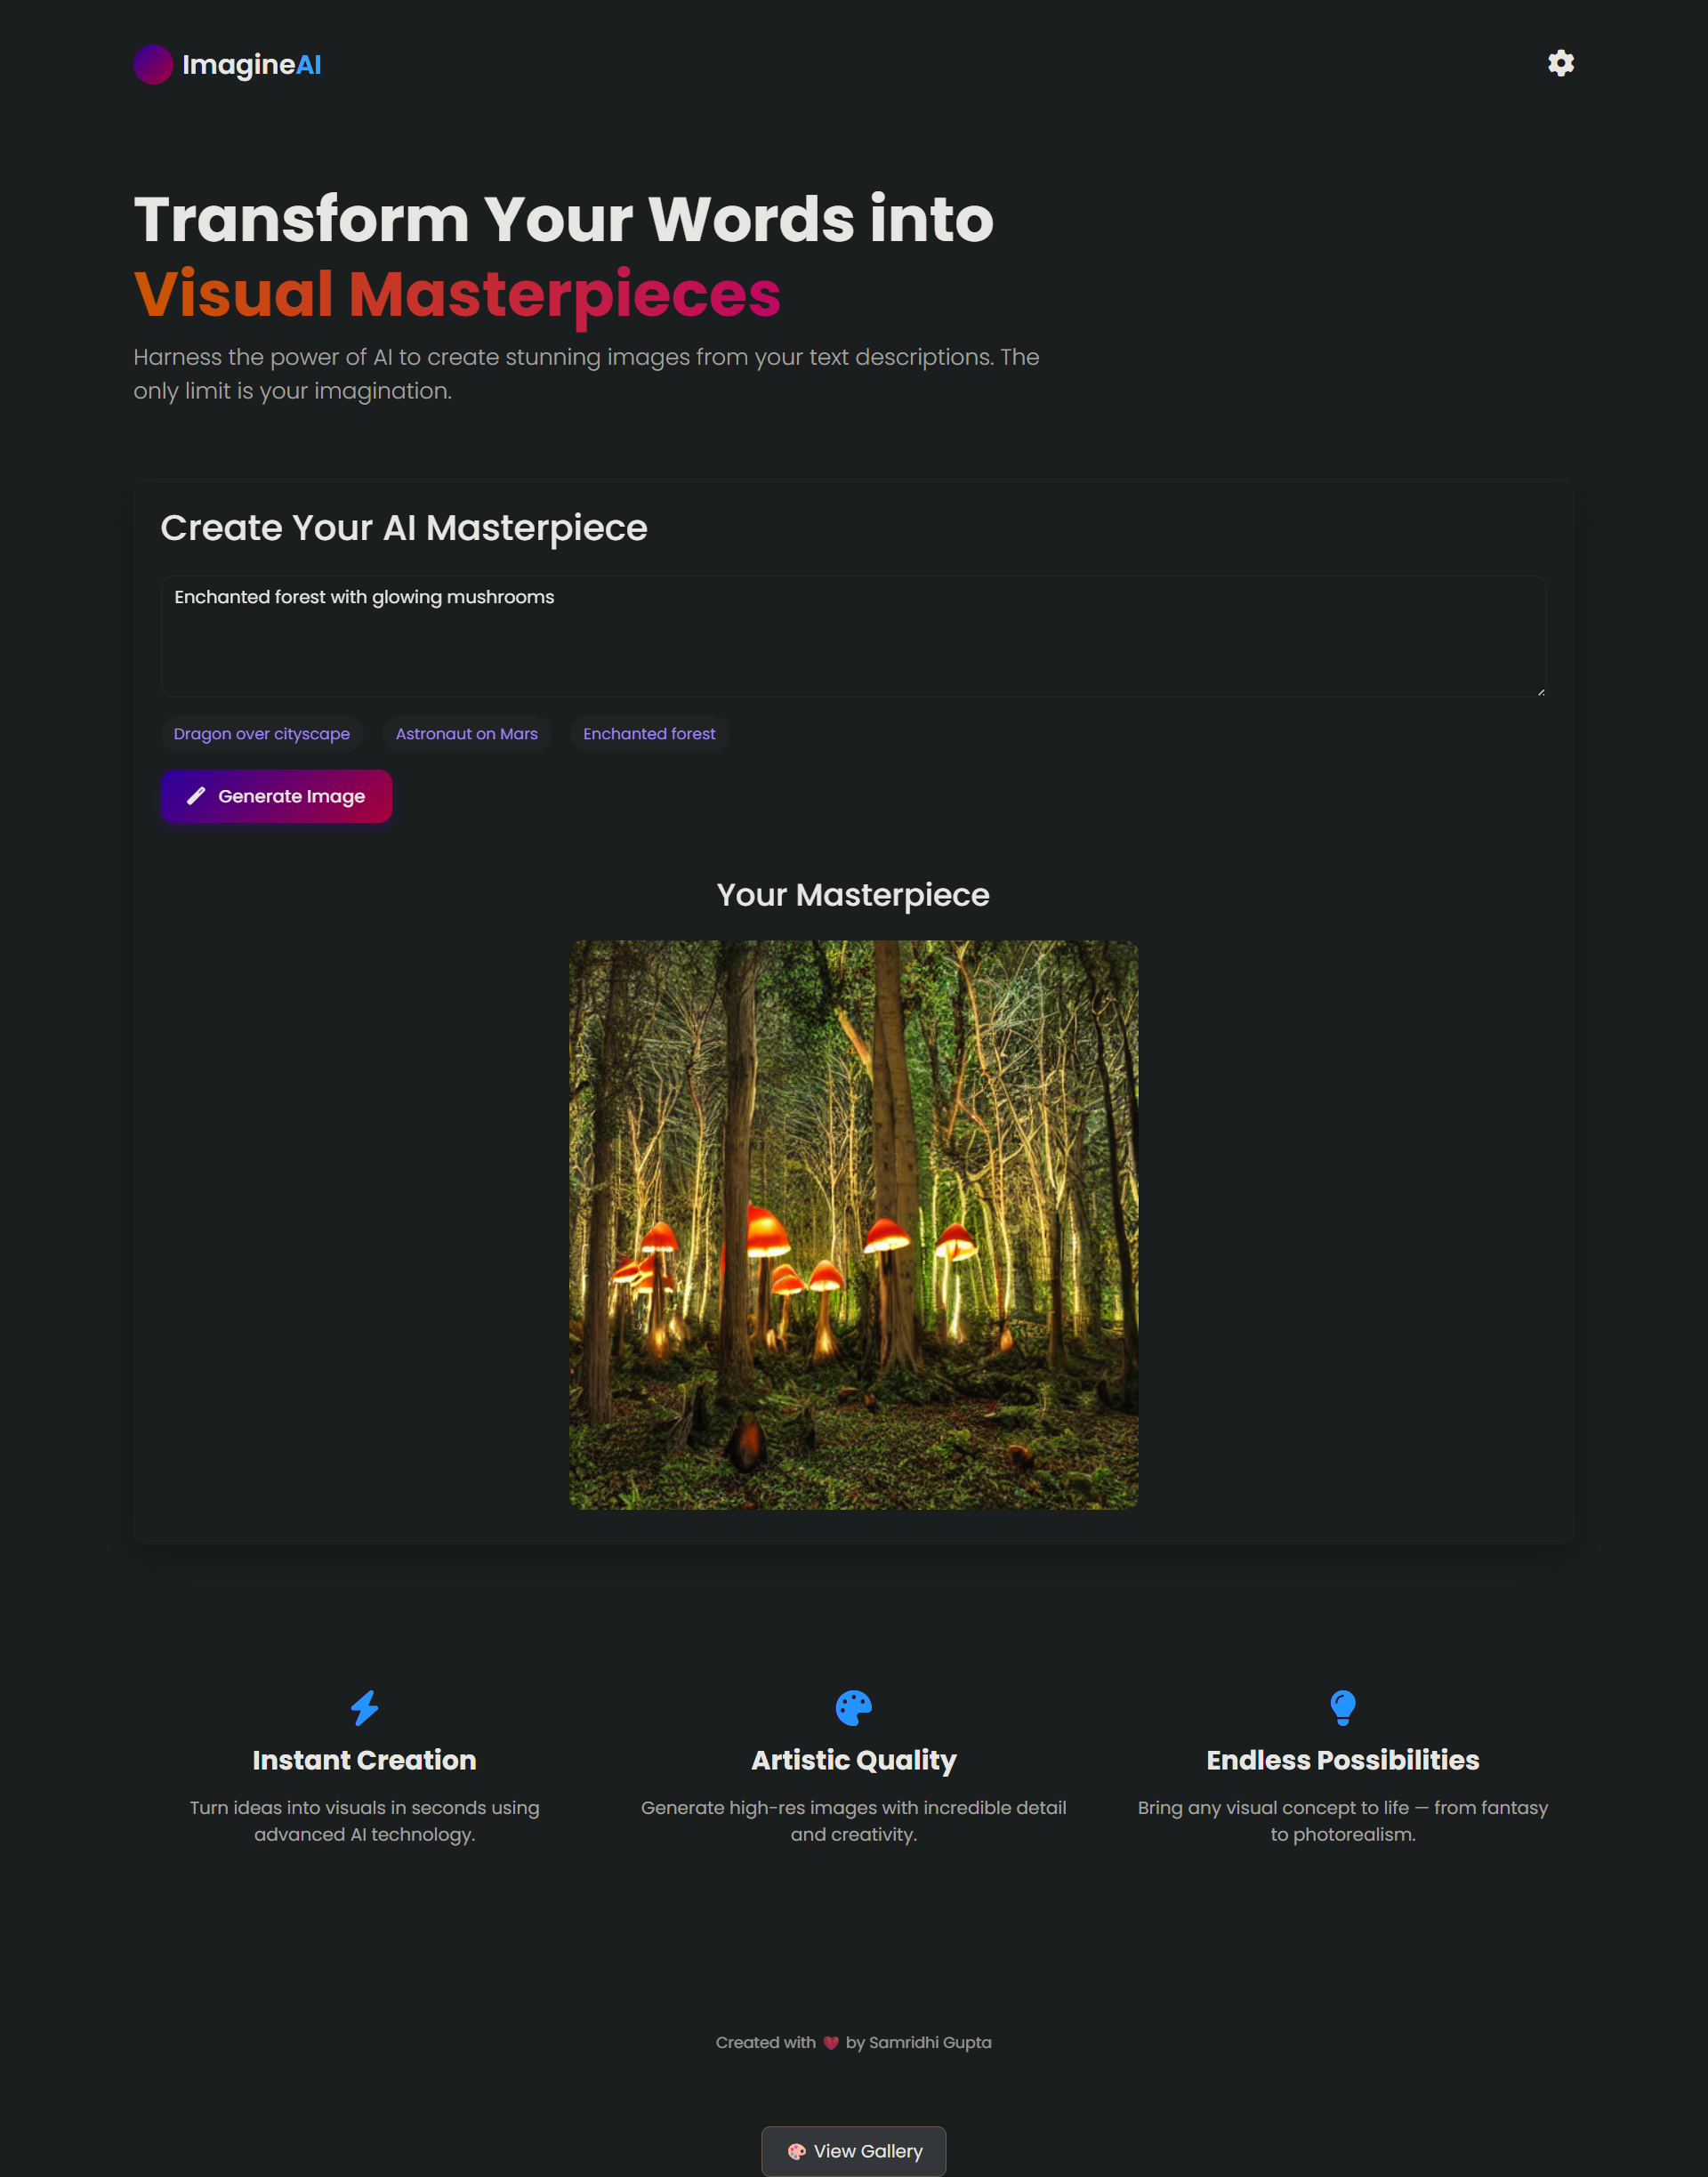 ImagineAI
Transform Your Words into
Visual Masterpieces
Harness the power of AI to create stunning images from your text descriptions. The
only limit is your imagination.
Create Your AI Masterpiece
Enchanted forest with glowing mushrooms
Dragon over cityscape
Astronaut on Mars
Enchanted forest
Generate Image
Your Masterpiece
Instant Creation
Turn ideas into visuals in seconds using
advanced AI technology.
Artistic Quality
Generate high-res images with incredible detail
and creativity.
Endless Possibilities
Bring any visual concept to life — from fantasy
to photorealism.
Created with ❤️ by Samridhi Gupta
🎨 View Gallery